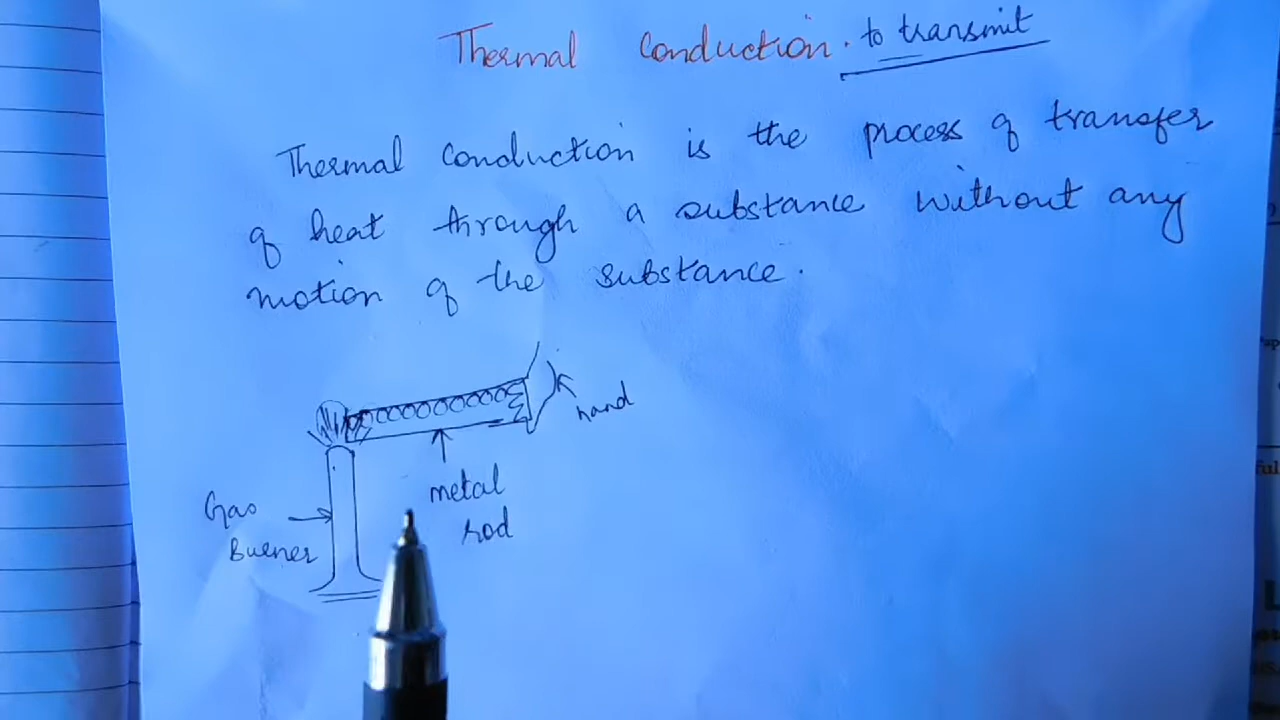 Thermal Conduction. to transmit
Thermal Conduction is the process of transfer
of heat through a substance without any
motion of the substance.
hand
metal
rod
Gas
Burner